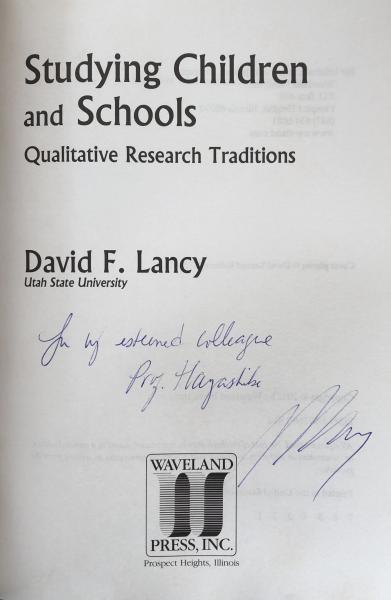 Studying Children
and Schools
Qualitative Research Traditions
David F. Lancy
Utah State University
for my esteemed colleague
Prof. Hayashibe
WAVELAND
PRESS, INC.
Prospect Heights, Illinois